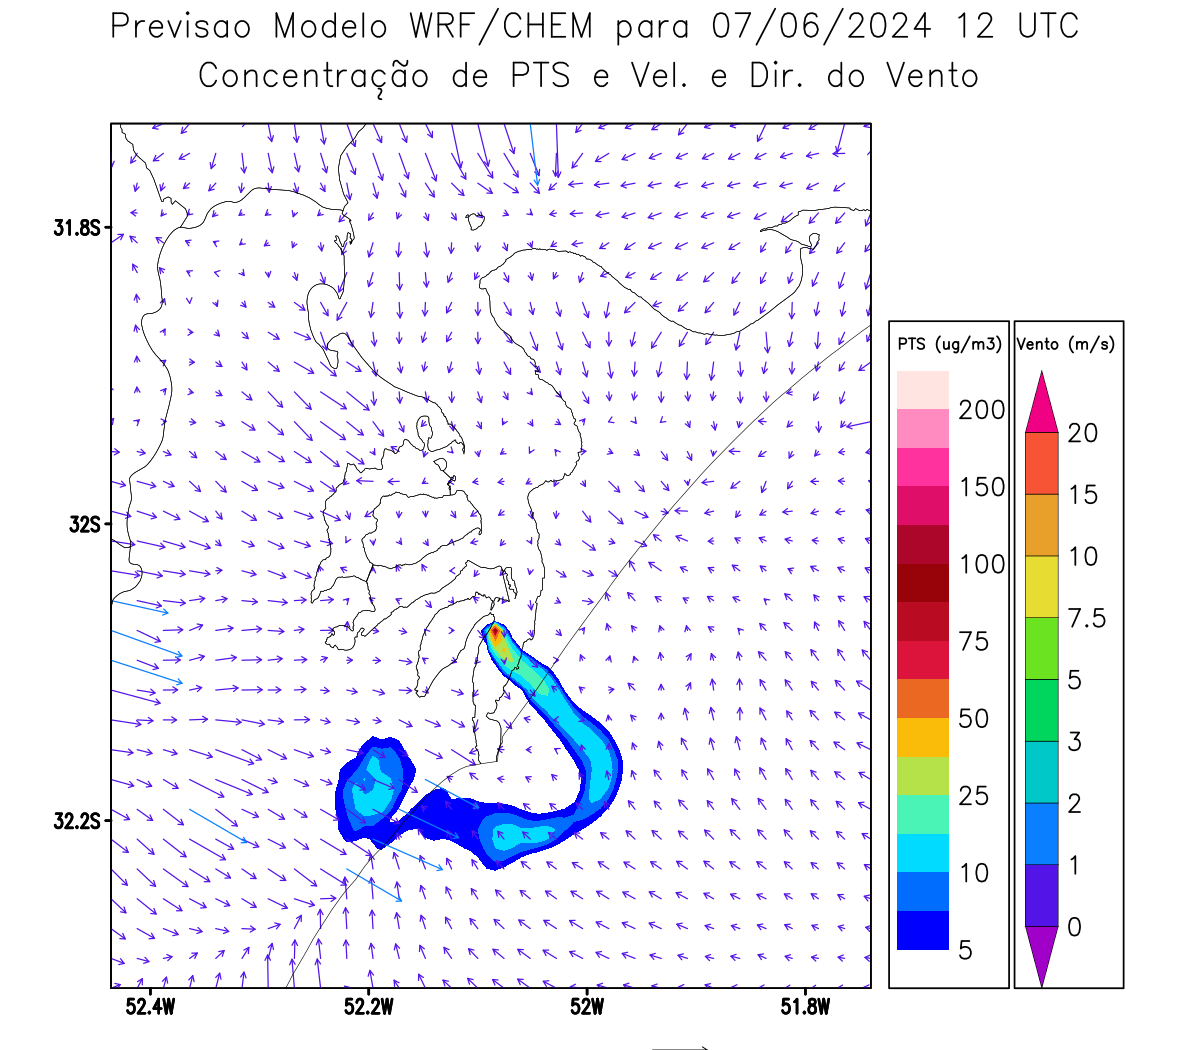 Previsao Modelo WRF/CHEM para 07/06/2024 12 UTC
Concentração de PTS e Vel. e Dir. do Vento
31.8S
32S
32.2S
52.4W
52.2W
52W
51.8W
PTS (ug/m3)
200
150
100
75
50
25
10
5
Vento (m/s)
20
15
10
7.5
5
3
2
1
0